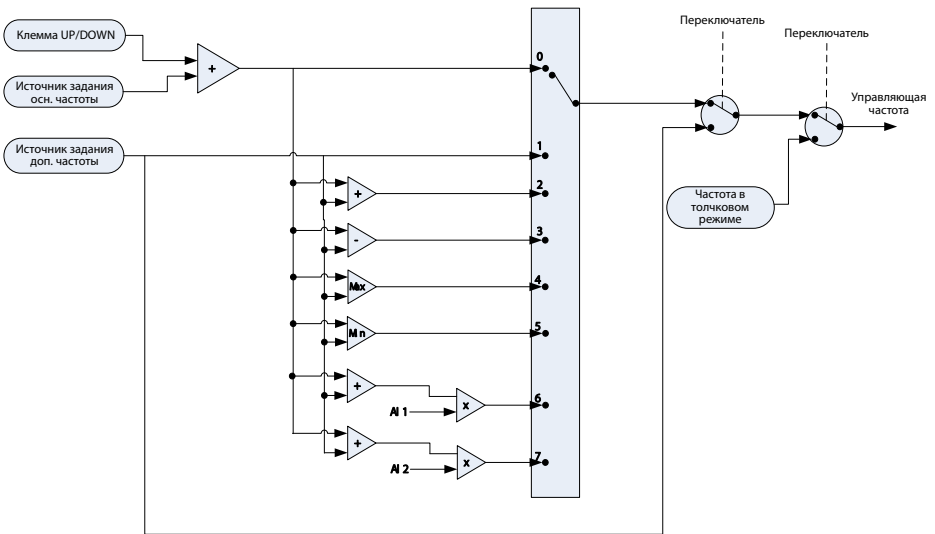 Клемма UP/DOWN
Источник задания
осн. частоты
Источник задания
доп. частоты
+
+
-
Max
Min
+
+
AI 1
AI 2
x
x
0
1
2
3
4
5
6
7
Переключатель
Переключатель
Управляющая
частота
Частота в
толчковом
режиме